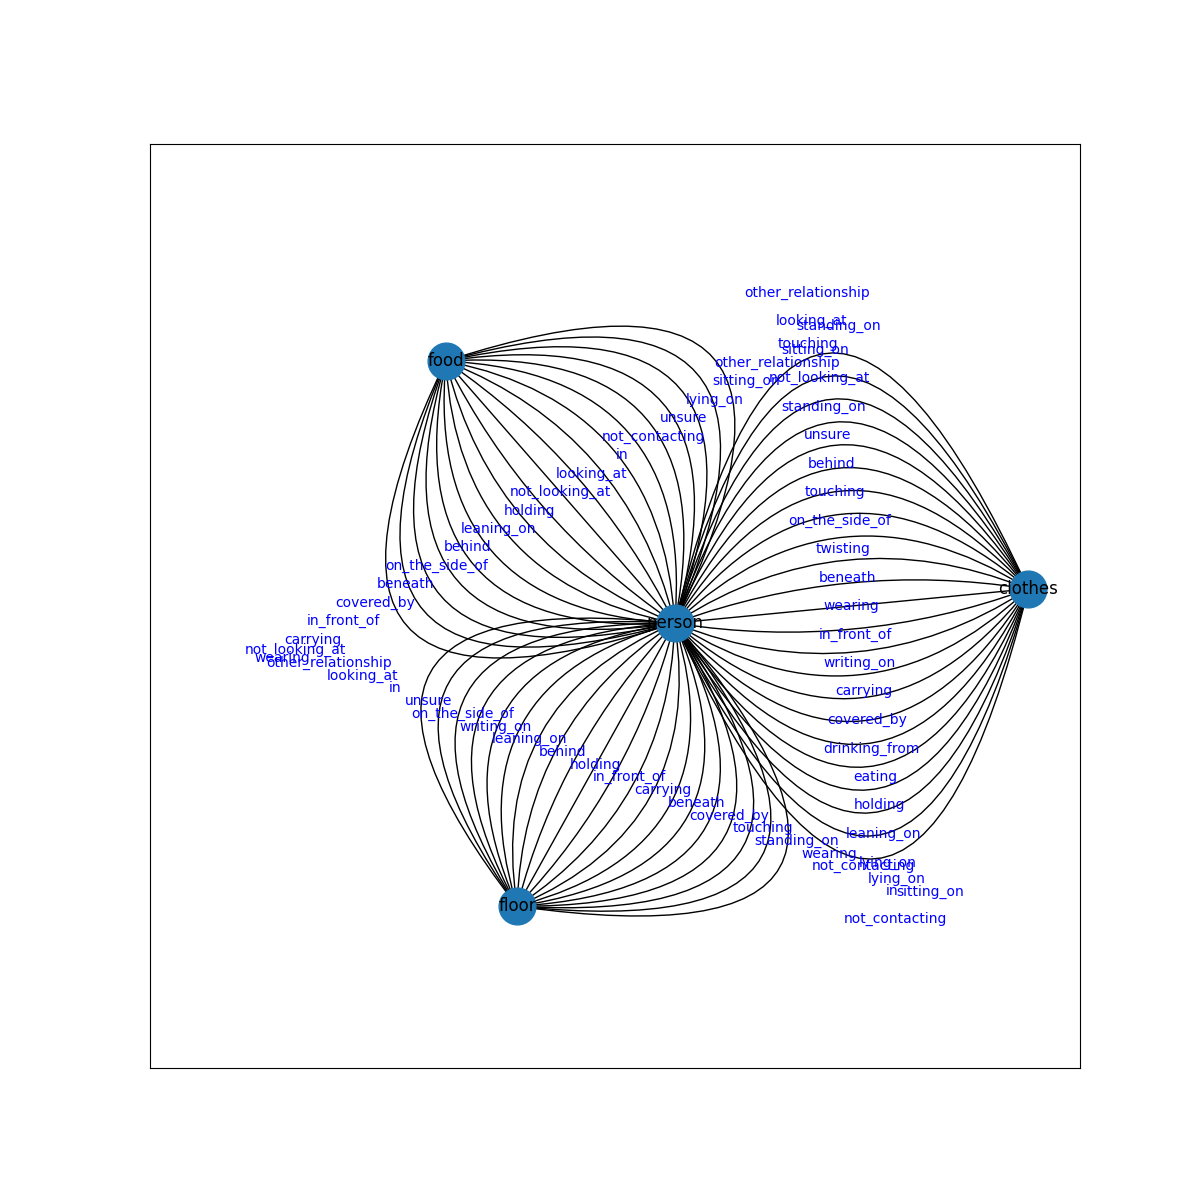 other_relationship
looking_at
standing_on
touching
sitting_on
other_relationship
food
not_looking_at
sitting_on
lying_on
standing_on
unsure
unsure
not_contacting
in
behind
looking_at
not_looking_at
touching
holding
on_the_side_of
leaning_on
behind
twisting
on_the_side_of
beneath
beneath
clothes
covered_by
wearing
in_front_of
person
in_front_of
carrying
not_looking_at
wearing
other_relationship
writing_on
looking_at
in
carrying
unsure
on_the_side_of
covered_by
writing_on
leaning_on
drinking_from
behind
holding
in_front_of
eating
carrying
beneath
holding
covered_by
touching
leaning_on
standing_on
wearing
lying_on
not_contacting
lying_on
in
sitting_on
floor
not_contacting